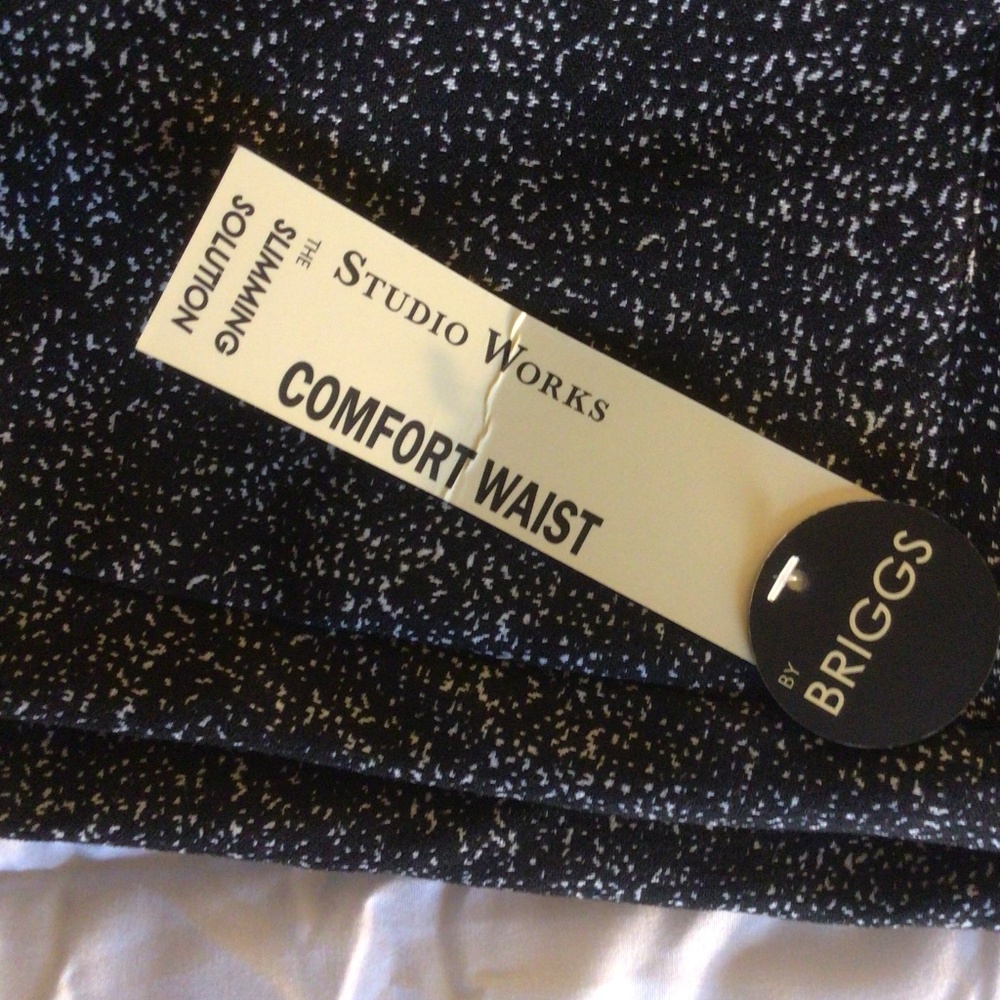 STUDIO WORKS
COMFORT WAIST
THE
SLIMMING
SOLUTION
BY
BRIGGS